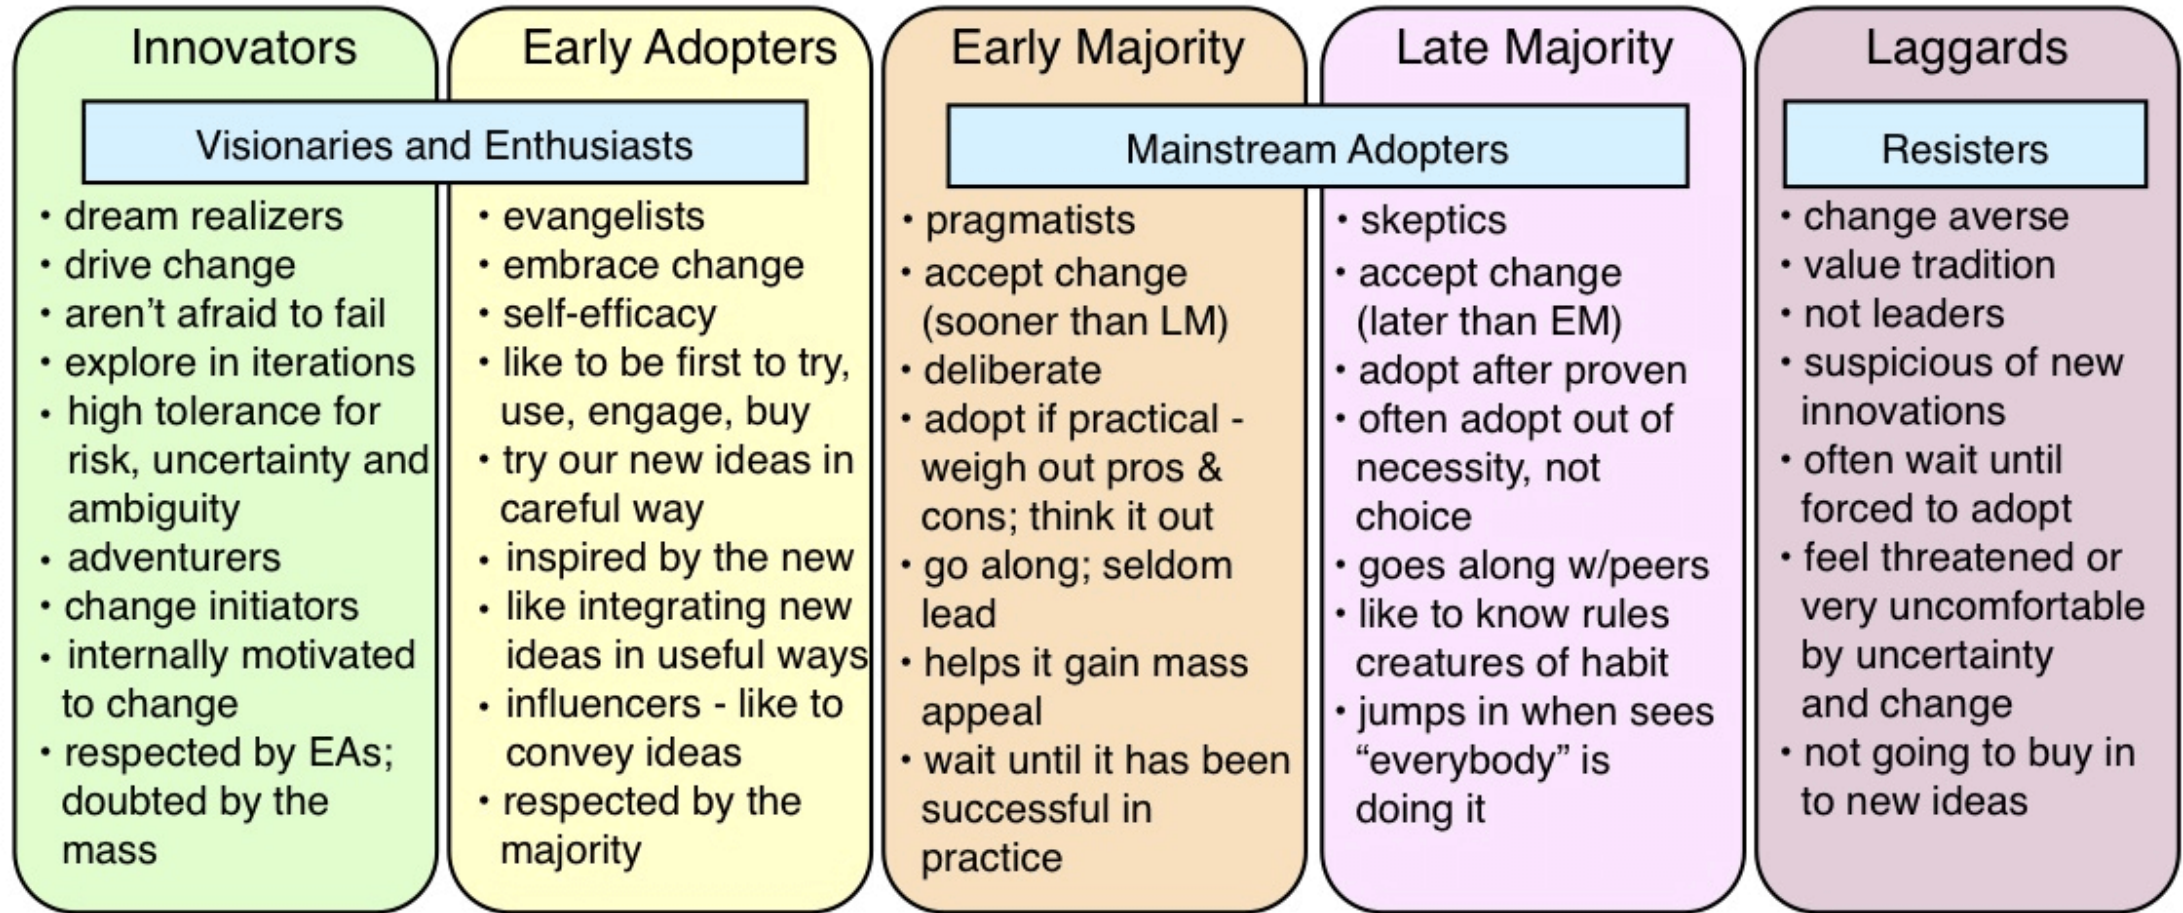 Innovators
Early Adopters
Early Majority
Late Majority
Laggards
Visionaries and Enthusiasts
Mainstream Adopters
Resisters
• dream realizers
• drive change
• aren't afraid to fail
• explore in iterations
• high tolerance for
risk, uncertainty and
ambiguity
• adventurers
• change initiators
• internally motivated
to change
• respected by EAs;
doubted by the
mass
• evangelists
• embrace change
• self-efficacy
• like to be first to try,
use, engage, buy
• try our new ideas in
careful way
• inspired by the new
• like integrating new
ideas in useful ways
• influencers - like to
convey ideas
• respected by the
majority
• pragmatists
• accept change
(sooner than LM)
• deliberate
• adopt if practical -
weigh out pros &
cons; think it out
• go along; seldom
lead
• helps it gain mass
appeal
• wait until it has been
successful in
practice
• skeptics
• accept change
(later than EM)
• adopt after proven
• often adopt out of
necessity, not
choice
• goes along w/peers
• like to know rules
creatures of habit
• jumps in when sees
“everybody” is
doing it
• change averse
• value tradition
• not leaders
• suspicious of new
innovations
• often wait until
forced to adopt
• feel threatened or
very uncomfortable
by uncertainty
and change
• not going to buy in
to new ideas